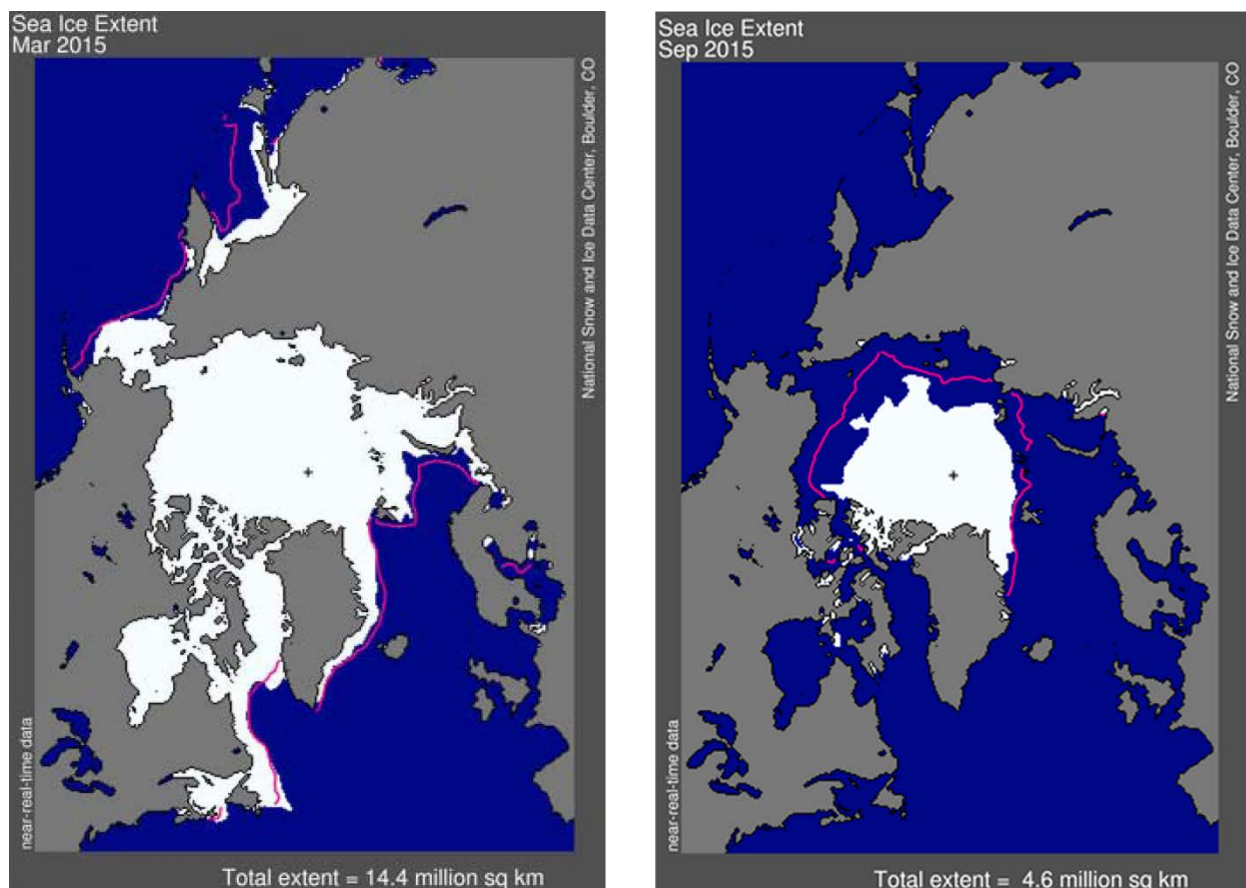 Sea Ice Extent
Mar 2015
National Snow and Ice Data Center, Boulder, CO
near-real-time data
Total extent = 14.4 million sq km
Sea Ice Extent
Sep 2015
National Snow and Ice Data Center, Boulder, CO
near-real-time data
Total extent = 4.6 million sq km